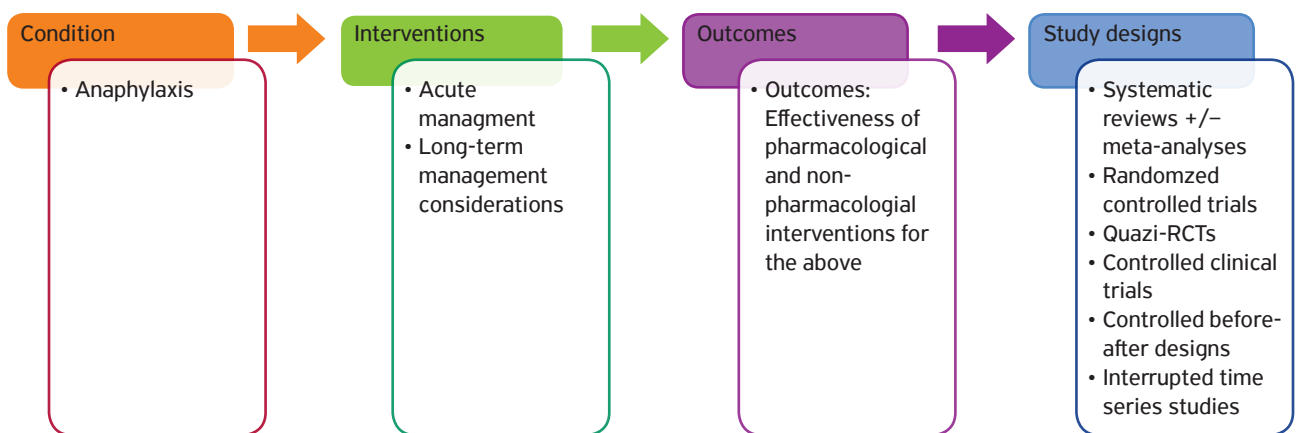 Condition
• Anaphylaxis
Interventions
• Acute
managment
• Long-term
management
considerations
Outcomes
• Outcomes:
Effectiveness of
pharmacological
and non-
pharmacologial
interventions for
the above
Study designs
• Systematic
reviews +/−
meta-analyses
• Randomzed
controlled trials
• Quazi-RCTs
• Controlled clinical
trials
• Controlled before-
after designs
• Interrupted time
series studies